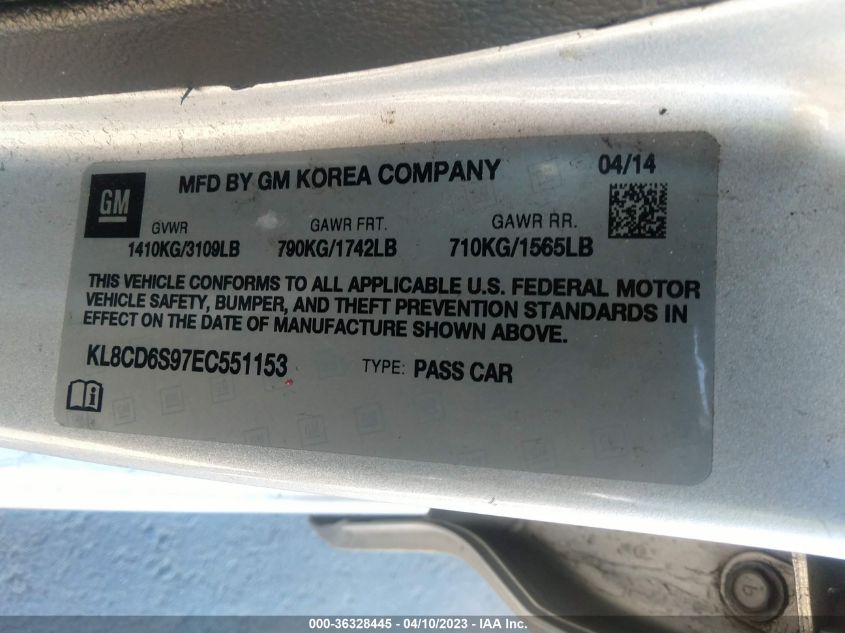 GM
MFD BY GM KOREA COMPANY
04/14
GVWR
GAWR FRT.
GAWR RR.
1410KG/3109LB
790KG/1742LB
710KG/1565LB
THIS VEHICLE CONFORMS TO ALL APPLICABLE U.S. FEDERAL MOTOR
VEHICLE SAFETY, BUMPER, AND THEFT PREVENTION STANDARDS IN
EFFECT ON THE DATE OF MANUFACTURE SHOWN ABOVE.
KL8CD6S97EC551153
TYPE: PASS CAR
000-36328445 - 04/10/2023 - IAA Inc.